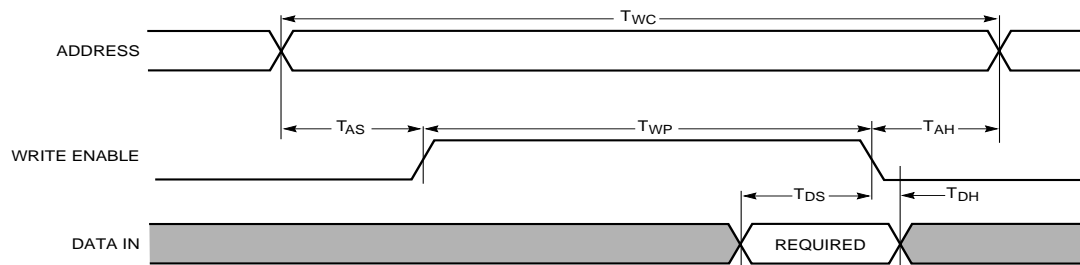 TWC
ADDRESS
TAS
TWP
TAH
WRITE ENABLE
TDS
TDH
DATA IN
REQUIRED